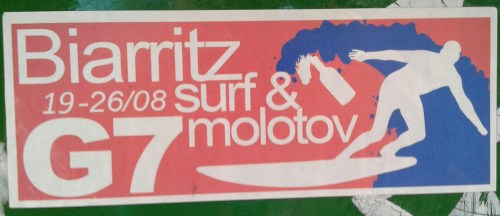 Biarritz
19-26/08 surf &
G7 molotov